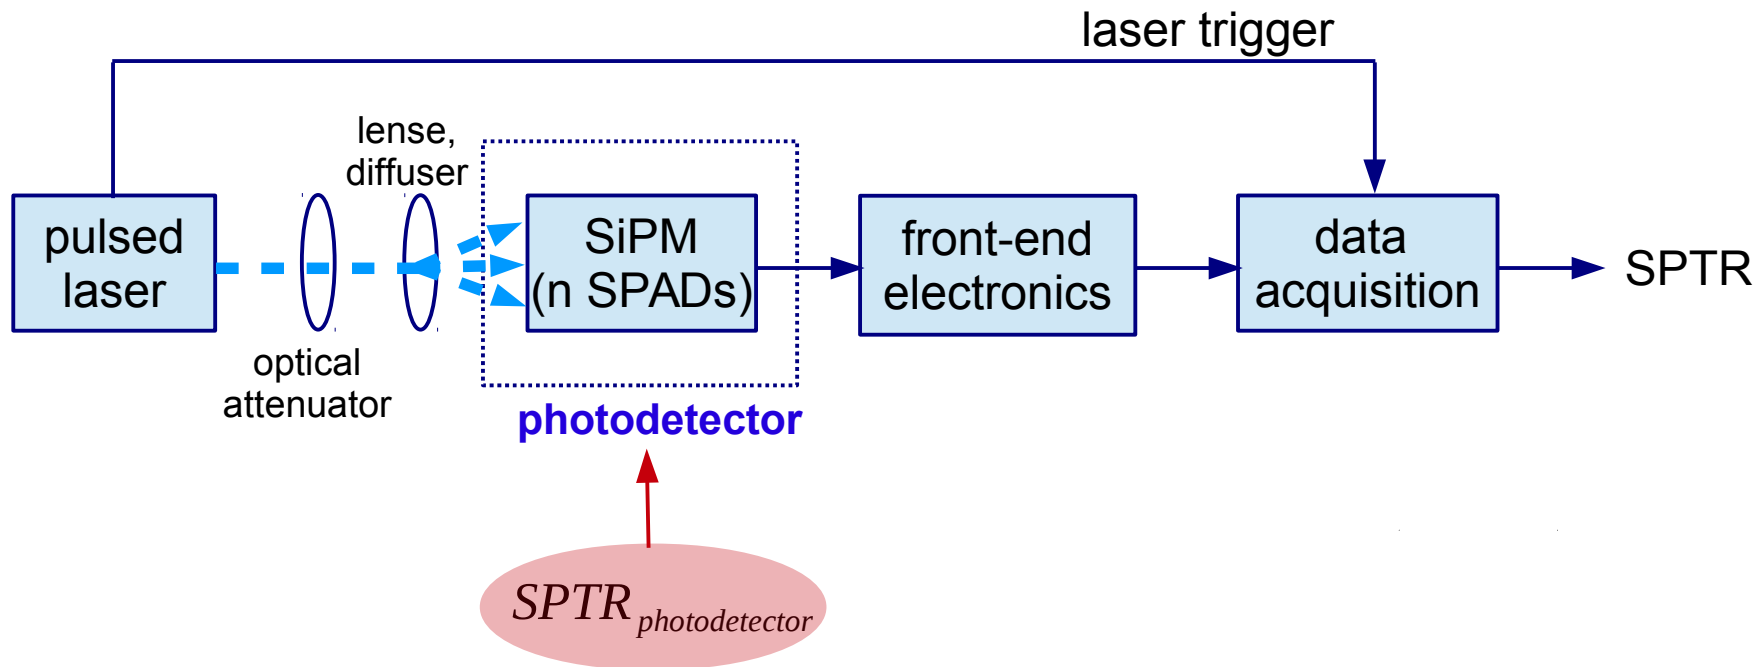 laser trigger
lense,
diffuser
pulsed
laser
SiPM
(n SPADs)
front-end
electronics
data
acquisition
SPTR
optical
attenuator
photodetector
SPTR photodetector